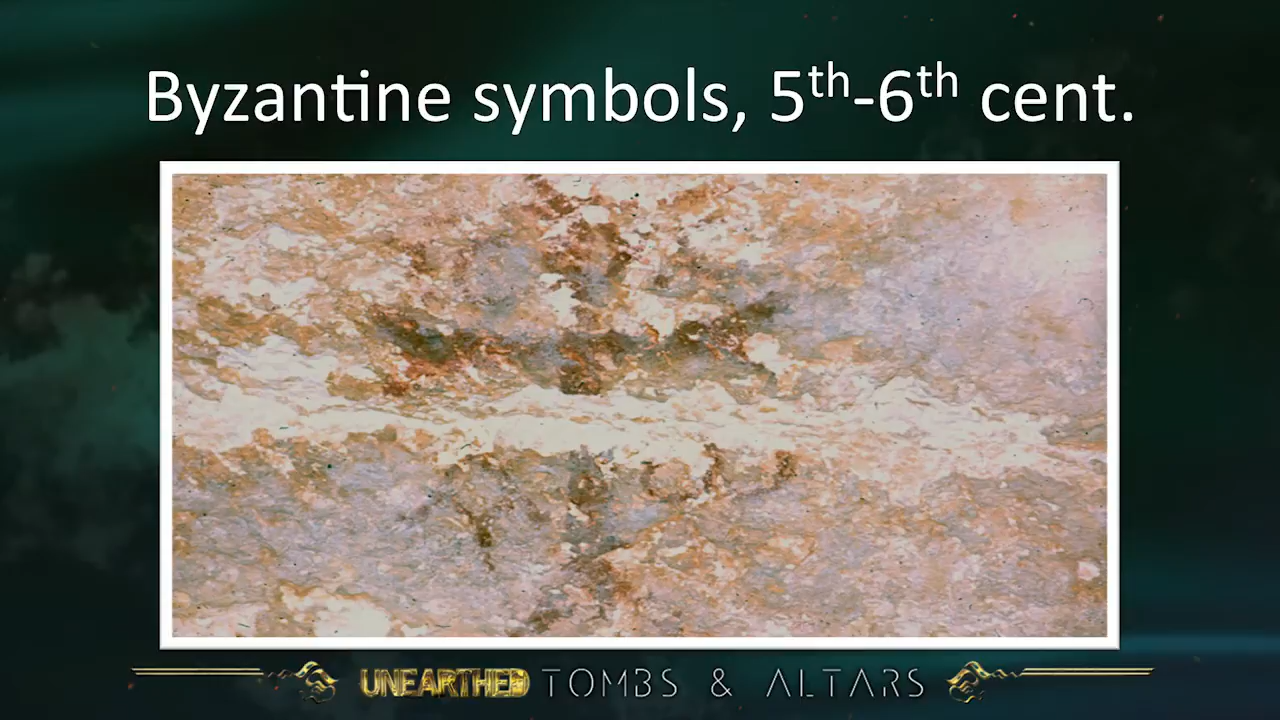 Byzantine symbols, 5th-6th cent.
UNEARTHED TOMBS & ALTARS